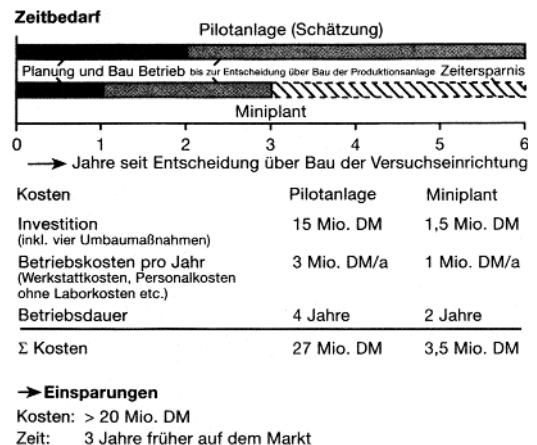 Zeitbedarf
Pilotanlage (Schätzung)
Planung und Bau Betrieb bis zur Entscheidung über Bau der Produktionsanlage Zeitersparnis
Miniplant
0 1 2 3 4 5 6
→ Jahre seit Entscheidung über Bau der Versuchseinrichtung
Kosten Pilotanlage Miniplant
Investition 15 Mio. DM 1,5 Mio. DM
(inkl. vier Umbaumaßnahmen)
Betriebskosten pro Jahr 3 Mio. DM/a 1 Mio. DM/a
(Werkstattkosten, Personalkosten
ohne Laborkosten etc.)
Betriebsdauer 4 Jahre 2 Jahre
Σ Kosten 27 Mio. DM 3,5 Mio. DM
→ Einsparungen
Kosten: > 20 Mio. DM
Zeit: 3 Jahre früher auf dem Markt